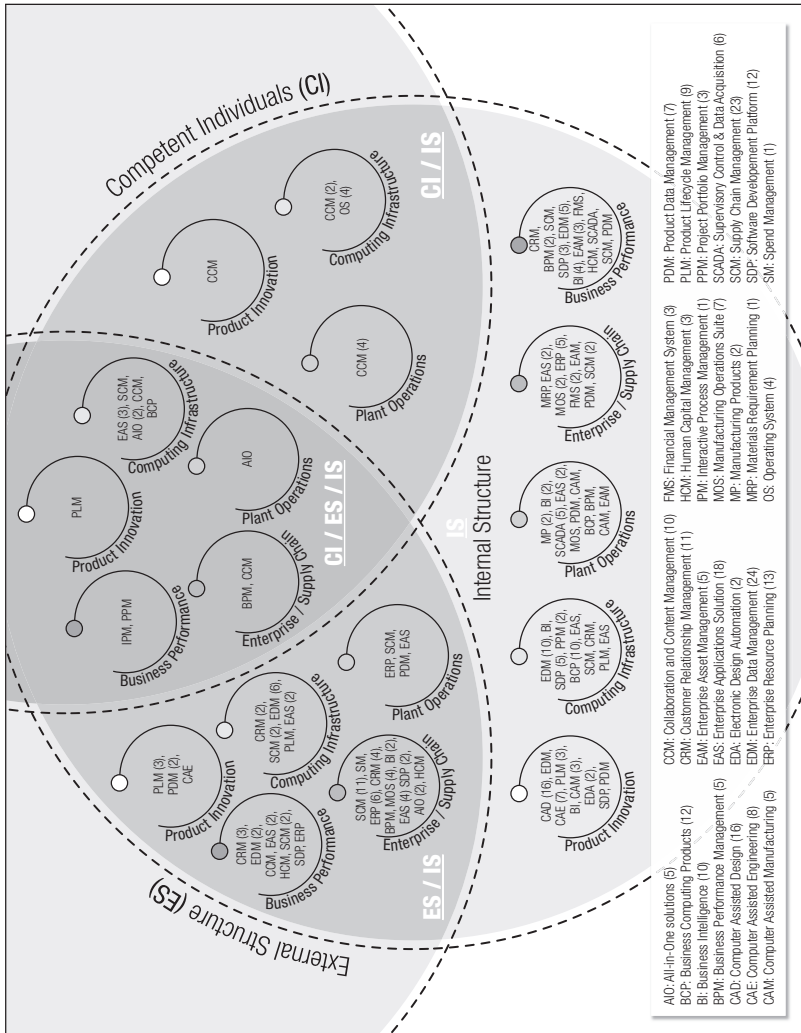 Competent Individuals (CI)
External Structure (ES)
Internal Structure
CI / IS
CI / ES / IS
ES / IS
IS
CCM
Product Innovation
CCM (2),
OS (4)
Computing Infrastructure
CCM (4)
Plant Operations
PLM
Product Innovation
EAS (3), SCM,
AIO (2), CCM,
BCP
Computing Infrastructure
AIO
Plant Operations
IPM, PPM
Business Performance
BPM, CCM
Enterprise / Supply Chain
PLM (3),
PDM (2),
CAE
Product Innovation
CRM (2),
SCM (2), EDM (6),
PLM, EAS (2)
Computing Infrastructure
ERP, SCM,
PDM, EAS
Plant Operations
CRM (3),
EDM (2),
CCM, EAS (2),
HCM, SCM (2),
SDP, ERP
Business Performance
SCM (11), SM,
ERP (6), CRM (4),
BPM, MOS (4), BI (2),
EAS (4) SDP (2),
AIO (2), HCM
Enterprise / Supply Chain
CAD (16), EDM,
CAE (7), PLM (3),
BI, CAM (3),
EDA (2),
SDP, PDM
Product Innovation
EDM (10), BI,
SDP (5), PPM (2),
BCP (10), EAS,
SCM, CRM,
PLM, EAS
Computing Infrastructure
MP (2), BI (2),
SCADA (5), EAS (2),
MOS, PDM, CAM,
BCP, BPM,
CAM, EAM
Plant Operations
MRP, EAS (2),
MOS (2), ERP (5),
FMS (2), EAM,
PDM, SCM (2)
Enterprise / Supply Chain
CRM,
BPM (2), SCM,
SDP (3), EDM (5),
BI (4), EAM (3), FMS,
HCM, SCADA,
SCM, PDM
Business Performance
AIO: All-in-One solutions (5)
BCP: Business Computing Products (12)
BI: Business Intelligence (10)
BPM: Business Performance Management (5)
CAD: Computer Assisted Design (16)
CAE: Computer Assisted Engineering (8)
CAM: Computer Assisted Manufacturing (5)
CCM: Collaboration and Content Management (10)
CRM: Customer Relationship Management (11)
EAM: Enterprise Asset Management (5)
EAS: Enterprise Applications Solution (18)
EDA: Electronic Design Automation (2)
EDM: Enterprise Data Management (24)
ERP: Enterprise Resource Planning (13)
FMS: Financial Management System (3)
HCM: Human Capital Management (3)
IPM: Interactive Process Management (1)
MOS: Manufacturing Operations Suite (7)
MP: Manufacturing Products (2)
MRP: Materials Requirement Planning (1)
OS: Operating System (4)
PDM: Product Data Management (7)
PLM: Product Lifecycle Management (9)
PPM: Project Portfolio Management (3)
SCADA: Supervisory Control & Data Acquisition (6)
SCM: Supply Chain Management (23)
SDP: Software Developement Platform (12)
SM: Spend Management (1)